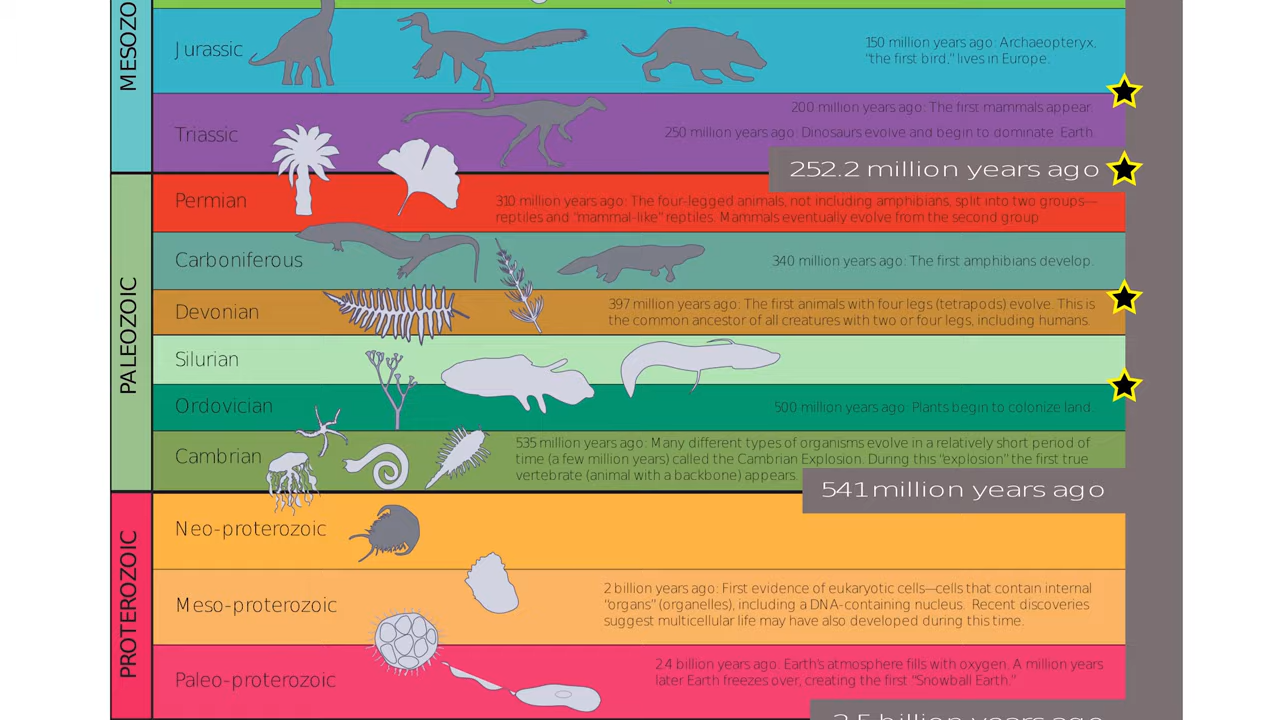 MESOZO
Jurassic
150 million years ago: Archaeopteryx,
"the first bird," lives in Europe.
Triassic
200 million years ago: The first mammals appear.
250 million years ago: Dinosaurs evolve and begin to dominate Earth.
252.2 million years ago
PALEOZOIC
Permian
310 million years ago: The four-legged animals, not including amphibians, split into two groups—
reptiles and "mammal-like" reptiles. Mammals eventually evolve from the second group
Carboniferous
340 million years ago: The first amphibians develop.
Devonian
397 million years ago: The first animals with four legs (tetrapods) evolve. This is
the common ancestor of all creatures with two or four legs, including humans.
Silurian
Ordovician
500 million years ago: Plants begin to colonize land.
Cambrian
535 million years ago: Many different types of organisms evolve in a relatively short period of
time (a few million years) called the Cambrian Explosion. During this "explosion" the first true
vertebrate (animal with a backbone) appears.
541 million years ago
PROTEROZOIC
Neo-proterozoic
Meso-proterozoic
2 billion years ago: First evidence of eukaryotic cells—cells that contain internal
"organs" (organelles), including a DNA-containing nucleus. Recent discoveries
suggest multicellular life may have also developed during this time.
Paleo-proterozoic
2.4 billion years ago: Earth's atmosphere fills with oxygen. A million years
later Earth freezes over, creating the first "Snowball Earth."
2.5 billion years ago